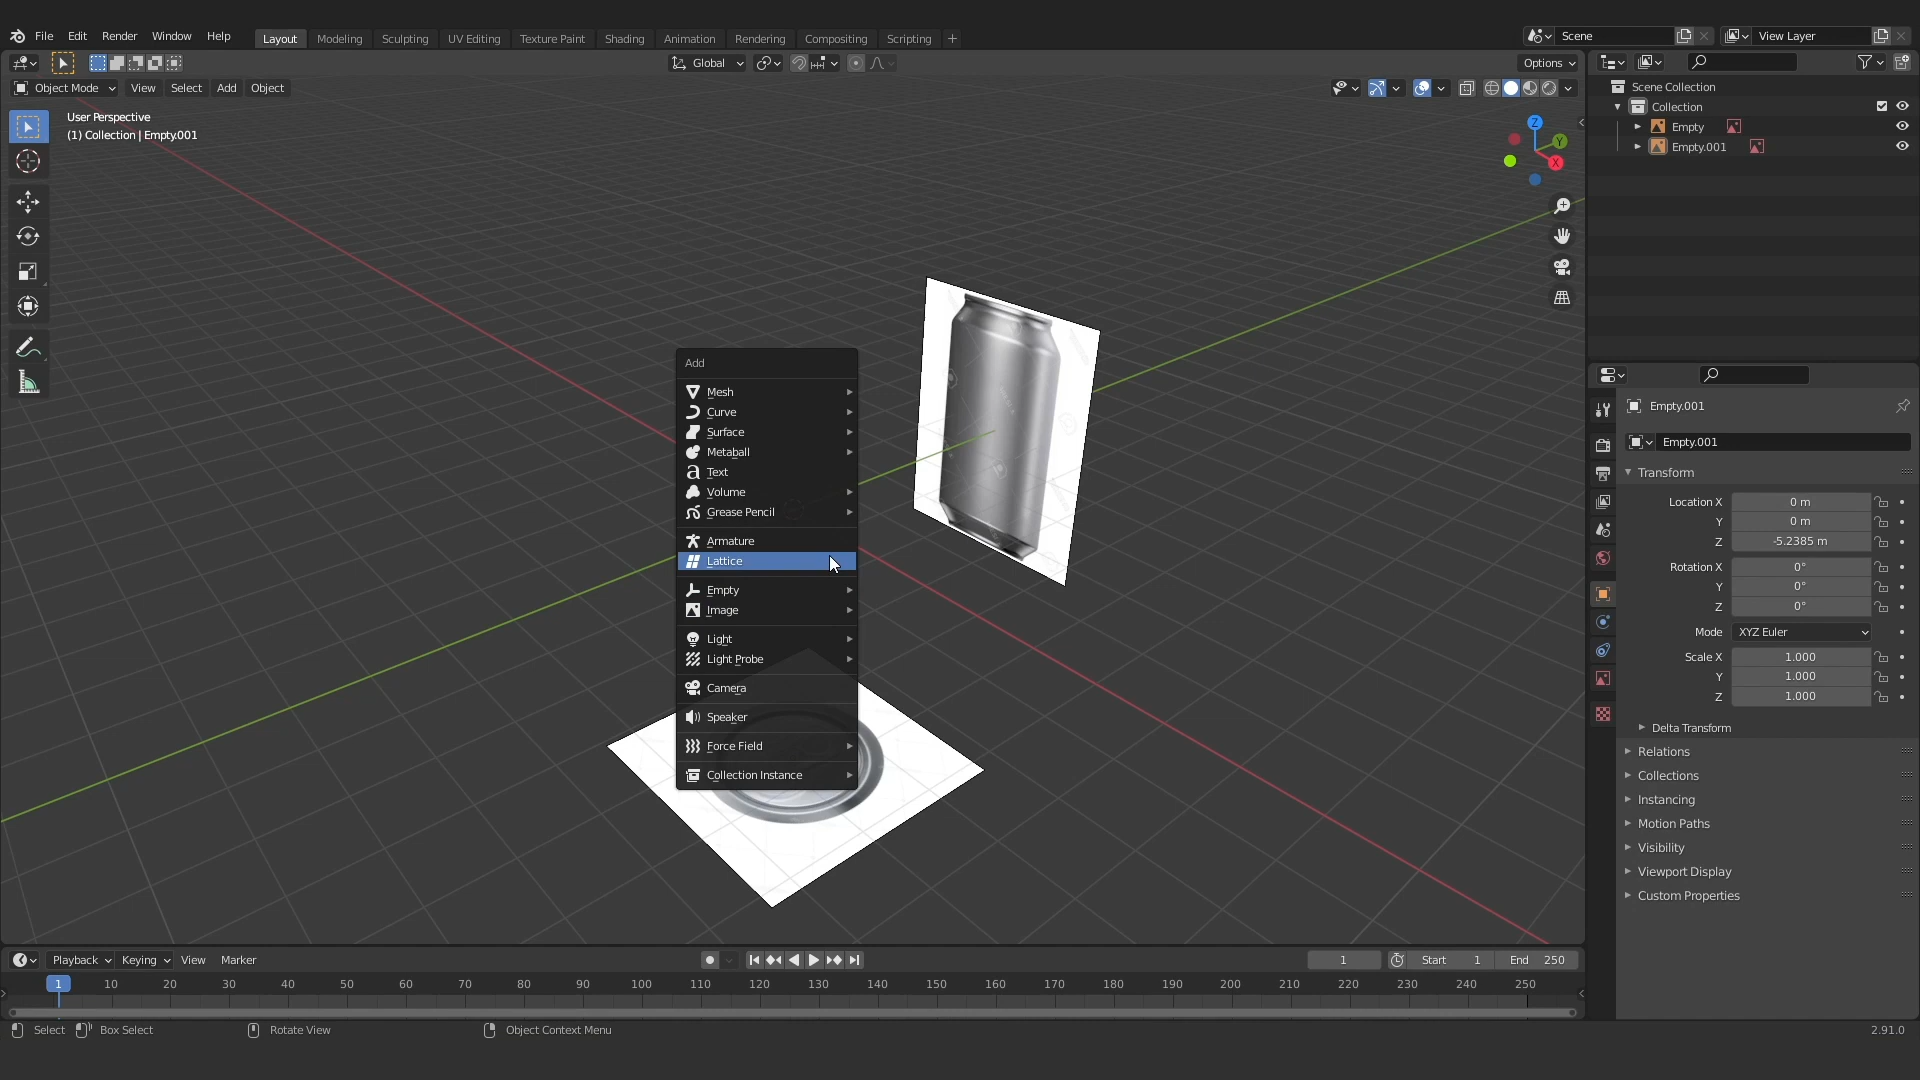 File Edit Render Window Help Layout Modeling Sculpting UV Editing Texture Paint Shading Animation Rendering Compositing Scripting + Scene View Layer
Global Options
Object Mode View Select Add Object
User Perspective
(1) Collection | Empty.001
Z
Y
X
Scene Collection
Collection
Empty
Empty.001
Add
Mesh
Curve
Surface
Metaball
Text
Volume
Grease Pencil
Armature
Lattice
Empty
Image
Light
Light Probe
Camera
Speaker
Force Field
Collection Instance
Empty.001
Empty.001
Transform
Location X 0 m
Y 0 m
Z -5.2385 m
Rotation X 0°
Y 0°
Z 0°
Mode XYZ Euler
Scale X 1.000
Y 1.000
Z 1.000
Delta Transform
Relations
Collections
Instancing
Motion Paths
Visibility
Viewport Display
Custom Properties
Playback Keying View Marker 1 Start 1 End 250
1 10 20 30 40 50 60 70 80 90 100 110 120 130 140 150 160 170 180 190 200 210 220 230 240 250
Select Box Select Rotate View Object Context Menu 2.91.0